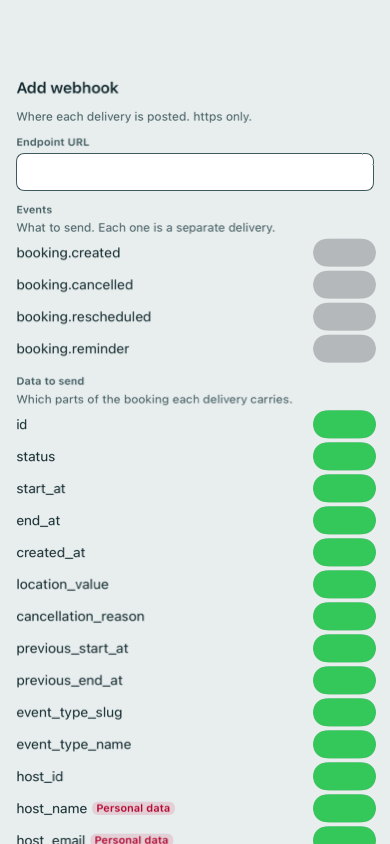 Add webhook
Where each delivery is posted. https only.
Endpoint URL
Events
What to send. Each one is a separate delivery.
booking.created
booking.cancelled
booking.rescheduled
booking.reminder
Data to send
Which parts of the booking each delivery carries.
id
status
start_at
end_at
created_at
location_value
cancellation_reason
previous_start_at
previous_end_at
event_type_slug
event_type_name
host_id
host_name Personal data
host_email Personal data